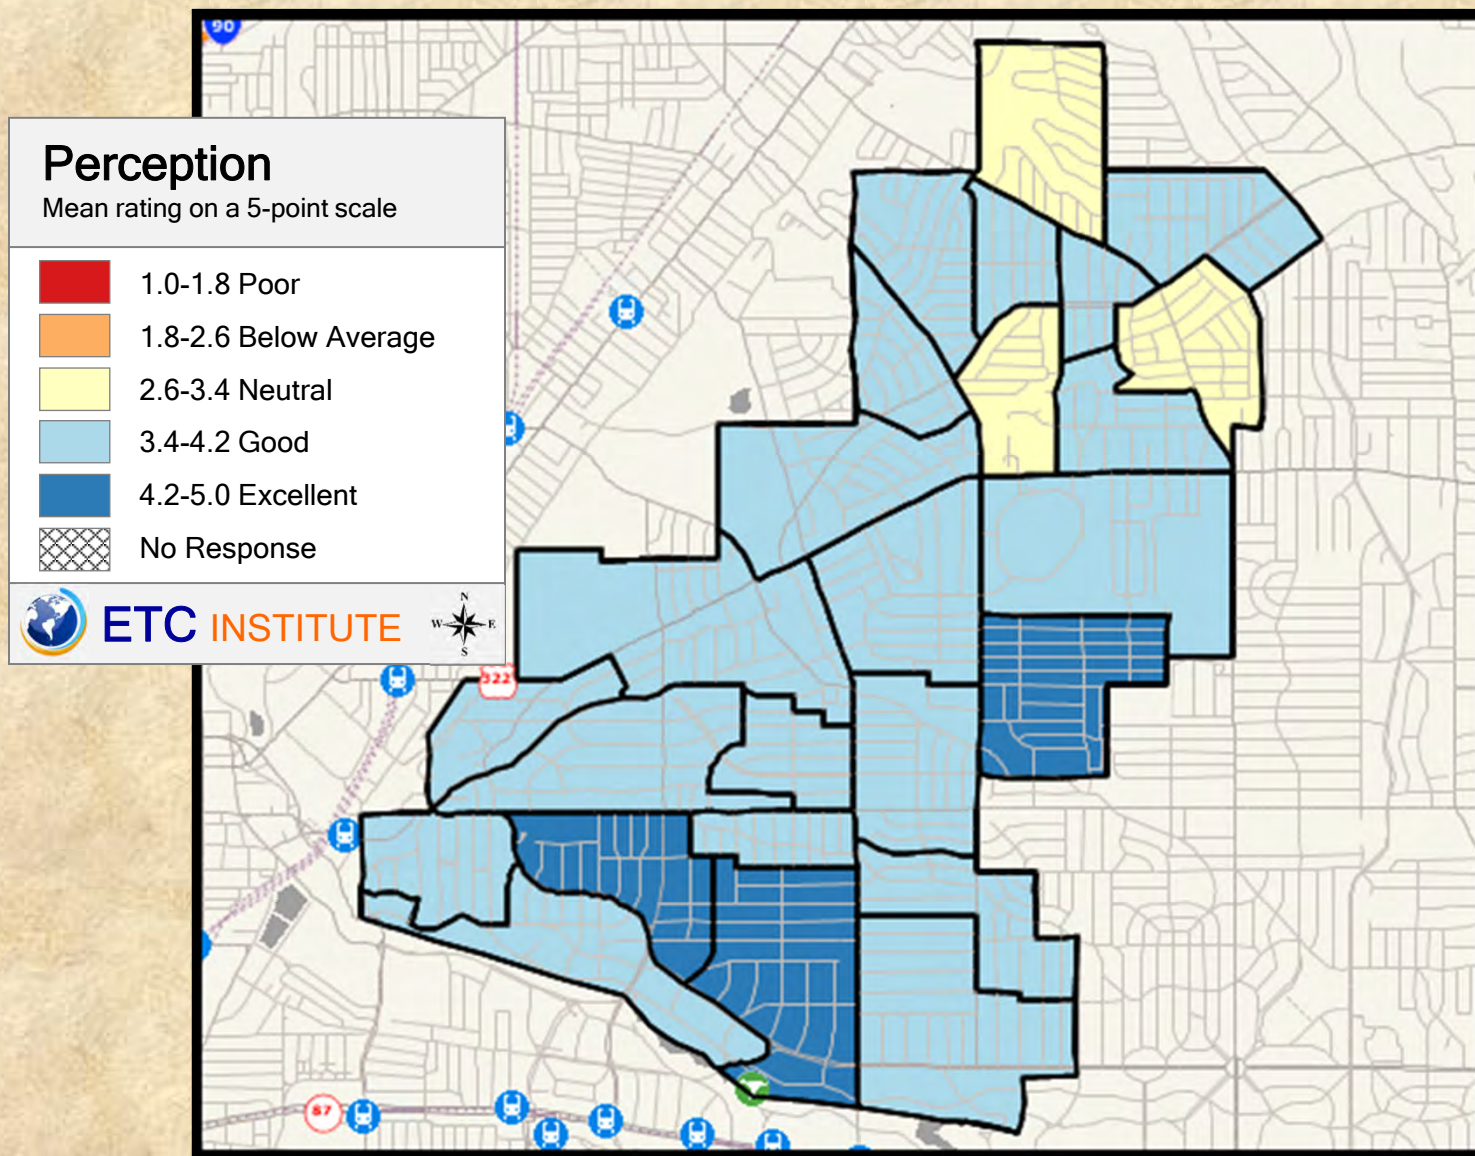 90
Perception
Mean rating on a 5-point scale
1.0-1.8 Poor
1.8-2.6 Below Average
2.6-3.4 Neutral
3.4-4.2 Good
4.2-5.0 Excellent
No Response
ETC INSTITUTE
N
W E
S
322
87